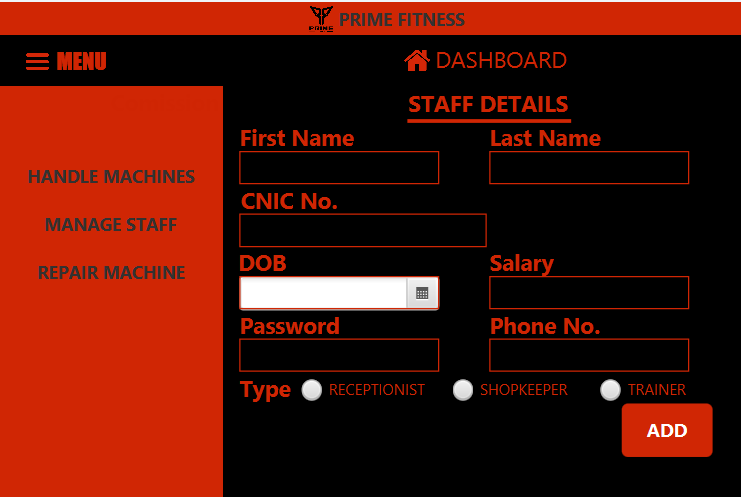 PRIME
PRIME FITNESS
MENU
DASHBOARD
STAFF DETAILS
First Name
Last Name
HANDLE MACHINES
CNIC No.
MANAGE STAFF
DOB
Salary
REPAIR MACHINE
Password
Phone No.
Type RECEPTIONIST SHOPKEEPER TRAINER
ADD